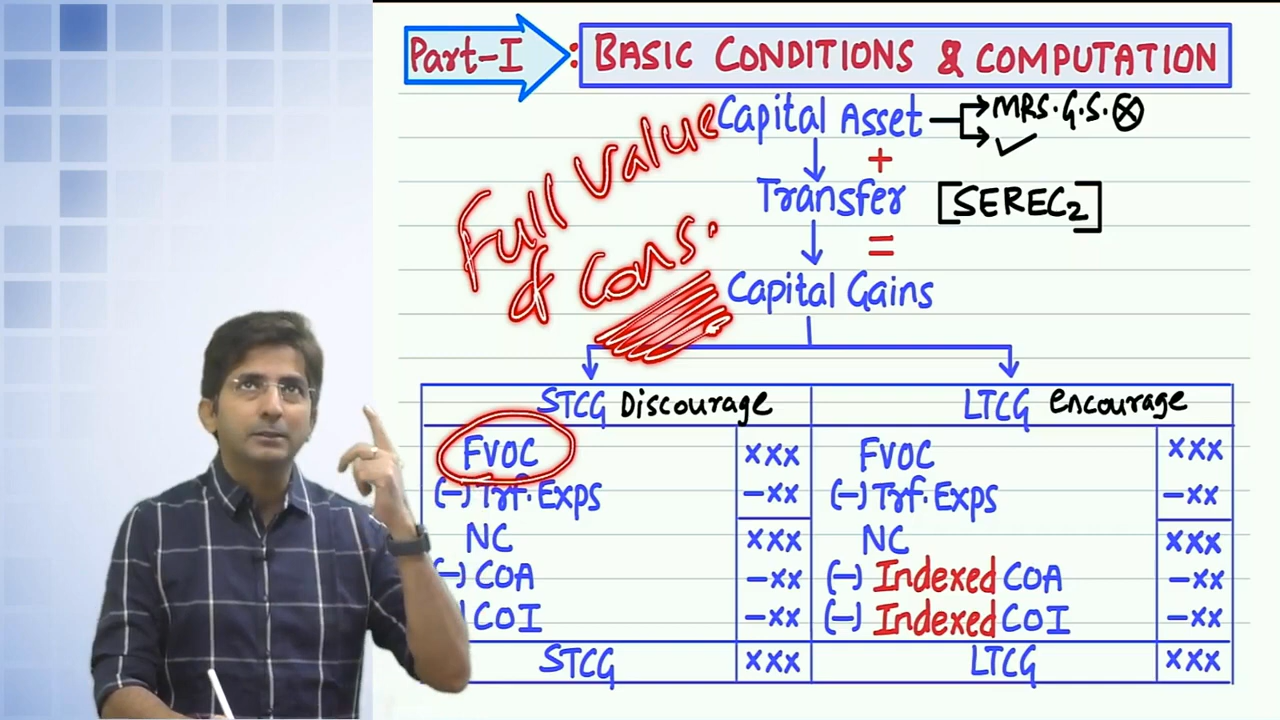 Part-I : BASIC CONDITIONS & COMPUTATION
Capital Asset → MRS.G.S. ⊗
→ ✓
+
Transfer [SEREC2]
=
Capital Gains
Full Value
of Cons.
STCG Discourage
FVOC xxx
(-) Trf. Exps -xx
NC xxx
(-) COA -xx
) COI -xx
STCG xxx
LTCG encourage
FVOC xxx
(-) Trf. Exps -xx
NC xxx
(-) Indexed COA -xx
(-) Indexed COI -xx
LTCG xxx